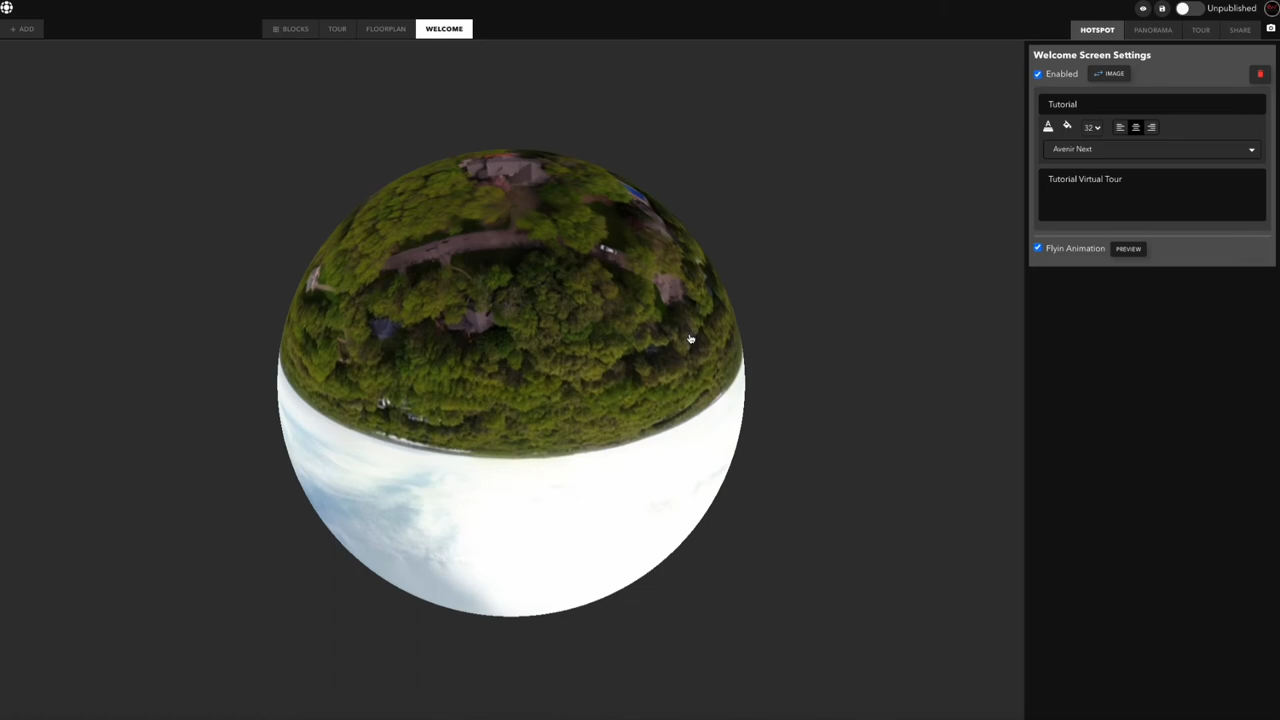 Unpublished
+ ADD
BLOCKS TOUR FLOORPLAN WELCOME
HOTSPOT PANORAMA TOUR SHARE
Welcome Screen Settings
Enabled IMAGE
Tutorial
32
Avenir Next
Tutorial Virtual Tour
Flyin Animation PREVIEW